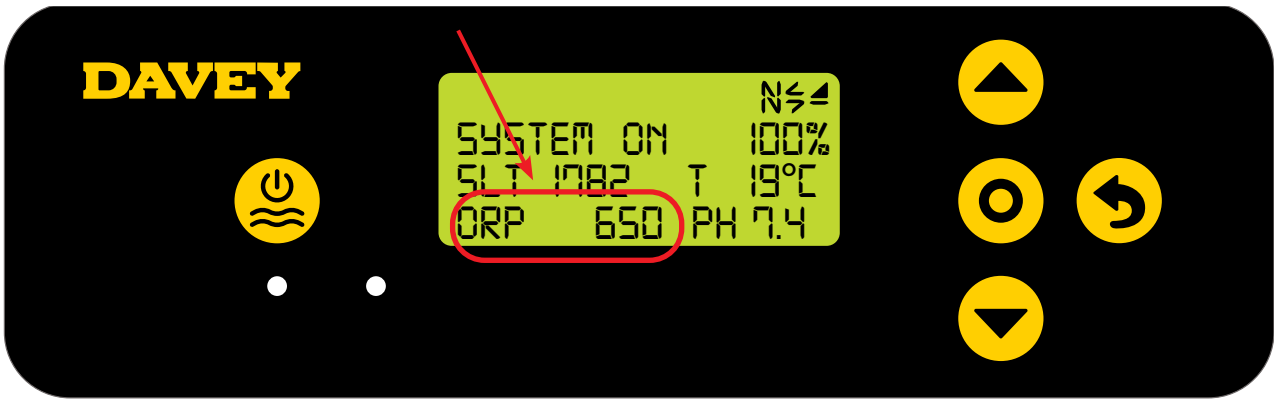 DAVEY
N
SYSTEM ON 100%
SLT 1782 T 19°C
ORP 650 PH 7.4